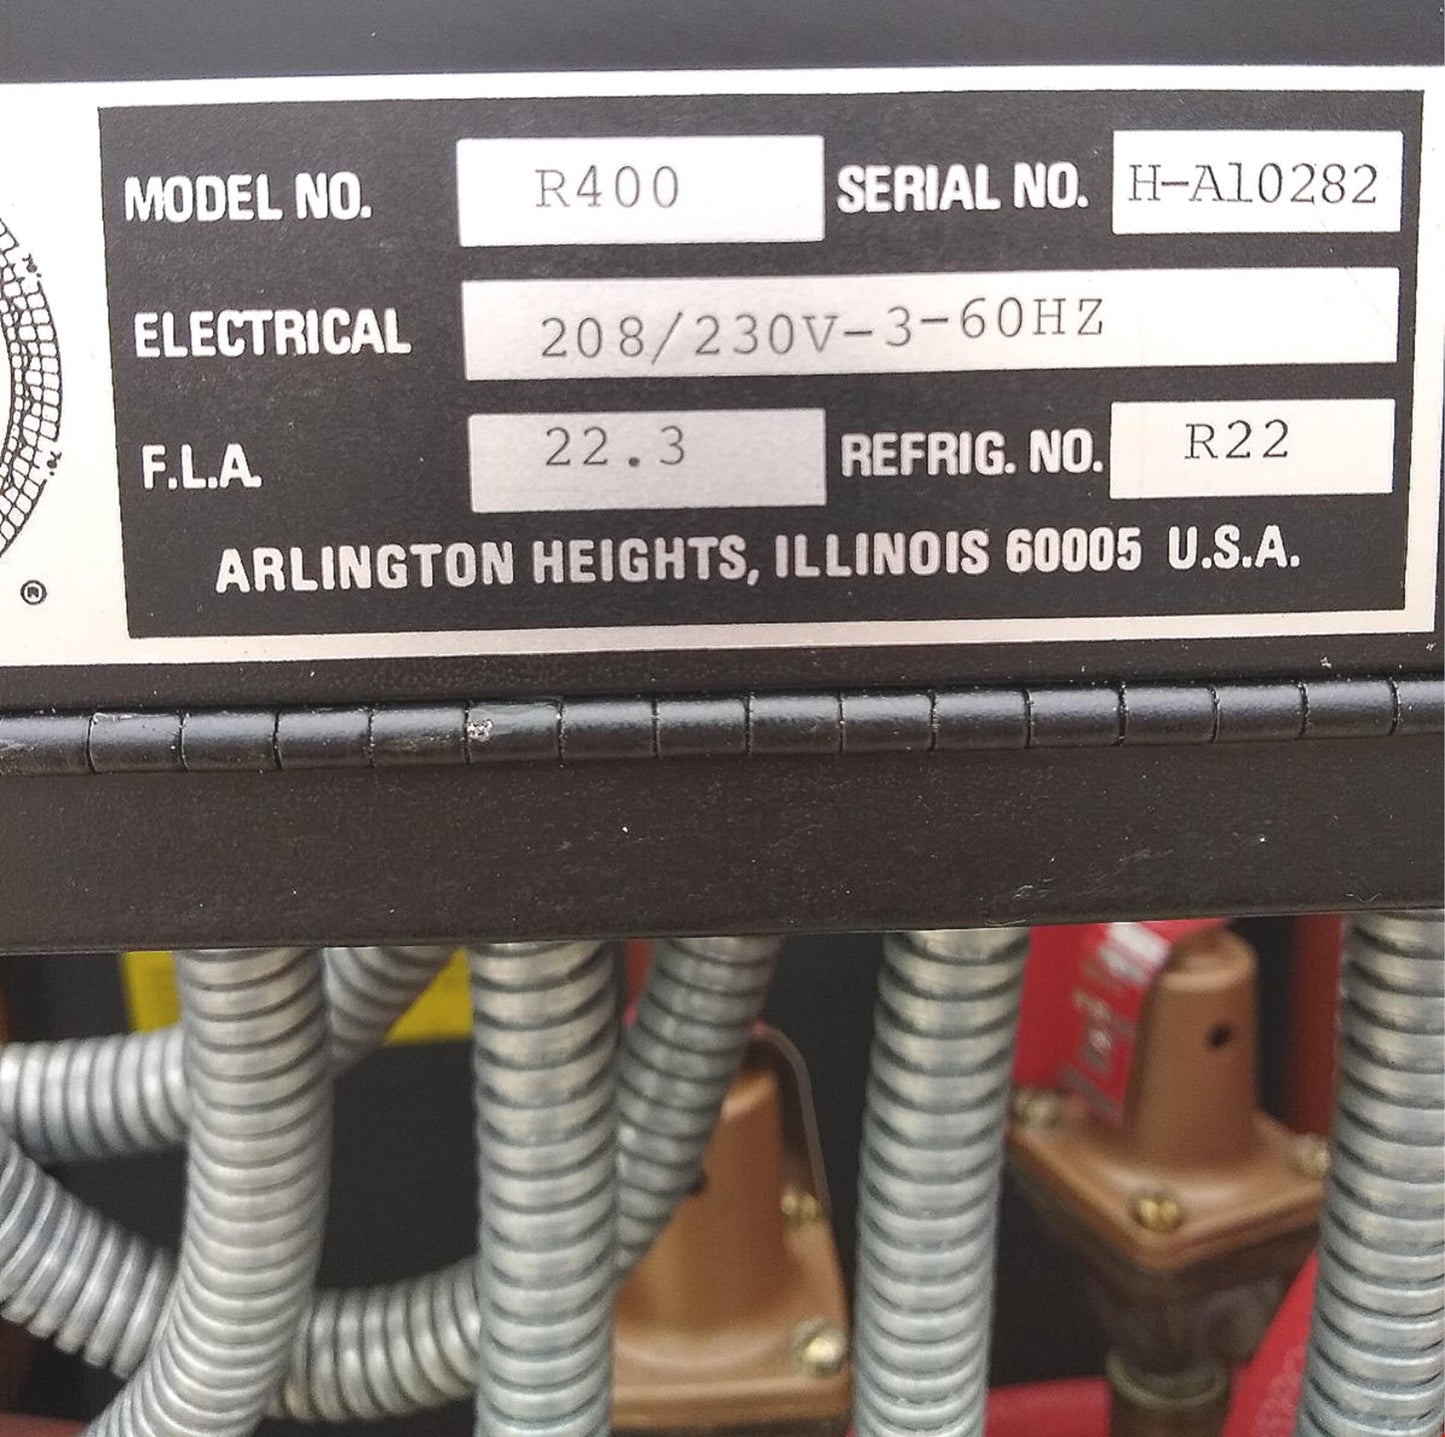 MODEL NO. R400 SERIAL NO. H-A10282
ELECTRICAL 208/230V-3-60HZ
F.L.A. 22.3 REFRIG. NO. R22
ARLINGTON HEIGHTS, ILLINOIS 60005 U.S.A.
®